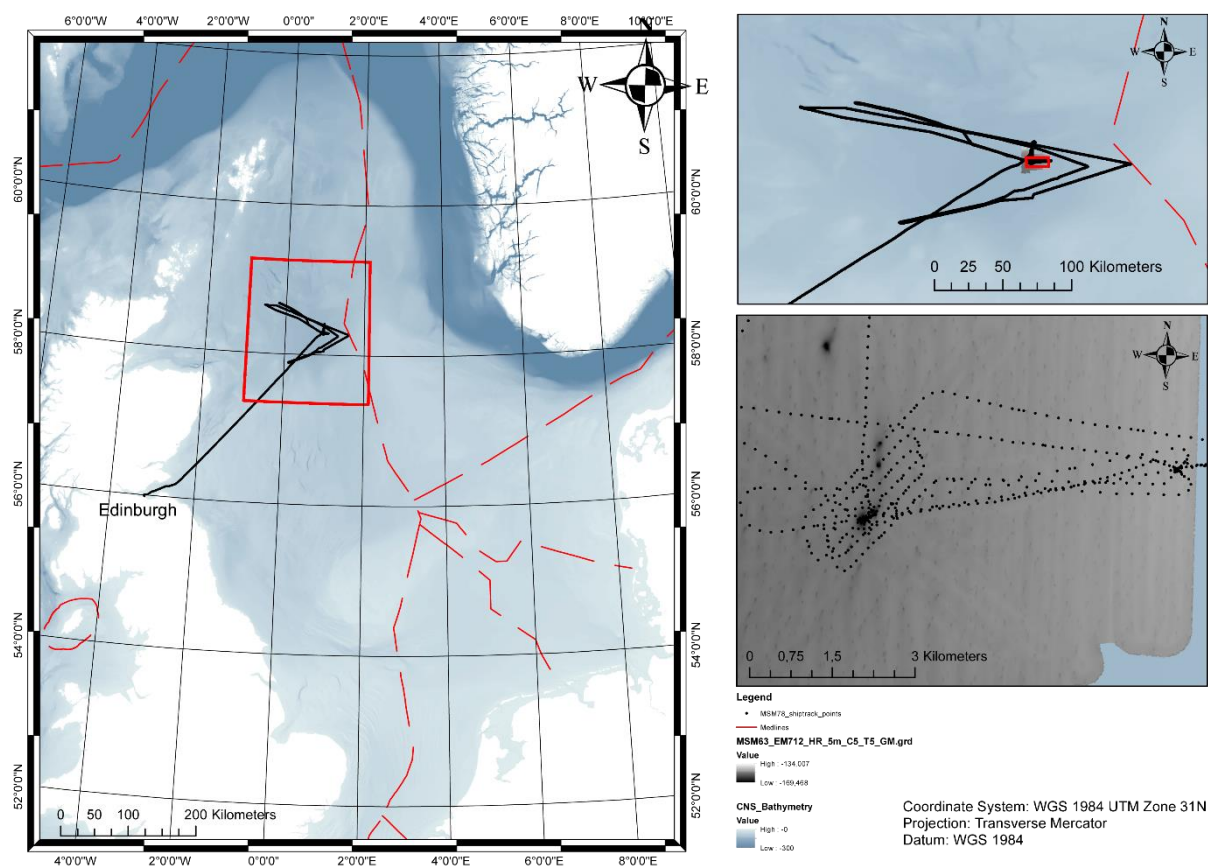 6°0'0"W 4°0'0"W 2°0'0"W 0°0'0" 2°0'0"E 4°0'0"E 6°0'0"E 8°0'0"E 10°0'0"E
N
W E
S
60°0'0"N
58°0'0"N
56°0'0"N
54°0'0"N
52°0'0"N
60°0'0"N
58°0'0"N
56°0'0"N
54°0'0"N
52°0'0"N
Edinburgh
0 50 100 200 Kilometers
4°0'0"W 2°0'0"W 0°0'0" 2°0'0"E 4°0'0"E 6°0'0"E 8°0'0"E
N
W E
S
0 25 50 100 Kilometers
N
W E
S
0 0,75 1,5 3 Kilometers
Legend
MSM78_shiptrack_points
Medlines
MSM63_EM712_HR_5m_C5_T5_GM.grd
Value
High : -134,007
Low : -169,468
CNS_Bathymetry
Value
High : -0
Low : -300
Coordinate System: WGS 1984 UTM Zone 31N
Projection: Transverse Mercator
Datum: WGS 1984